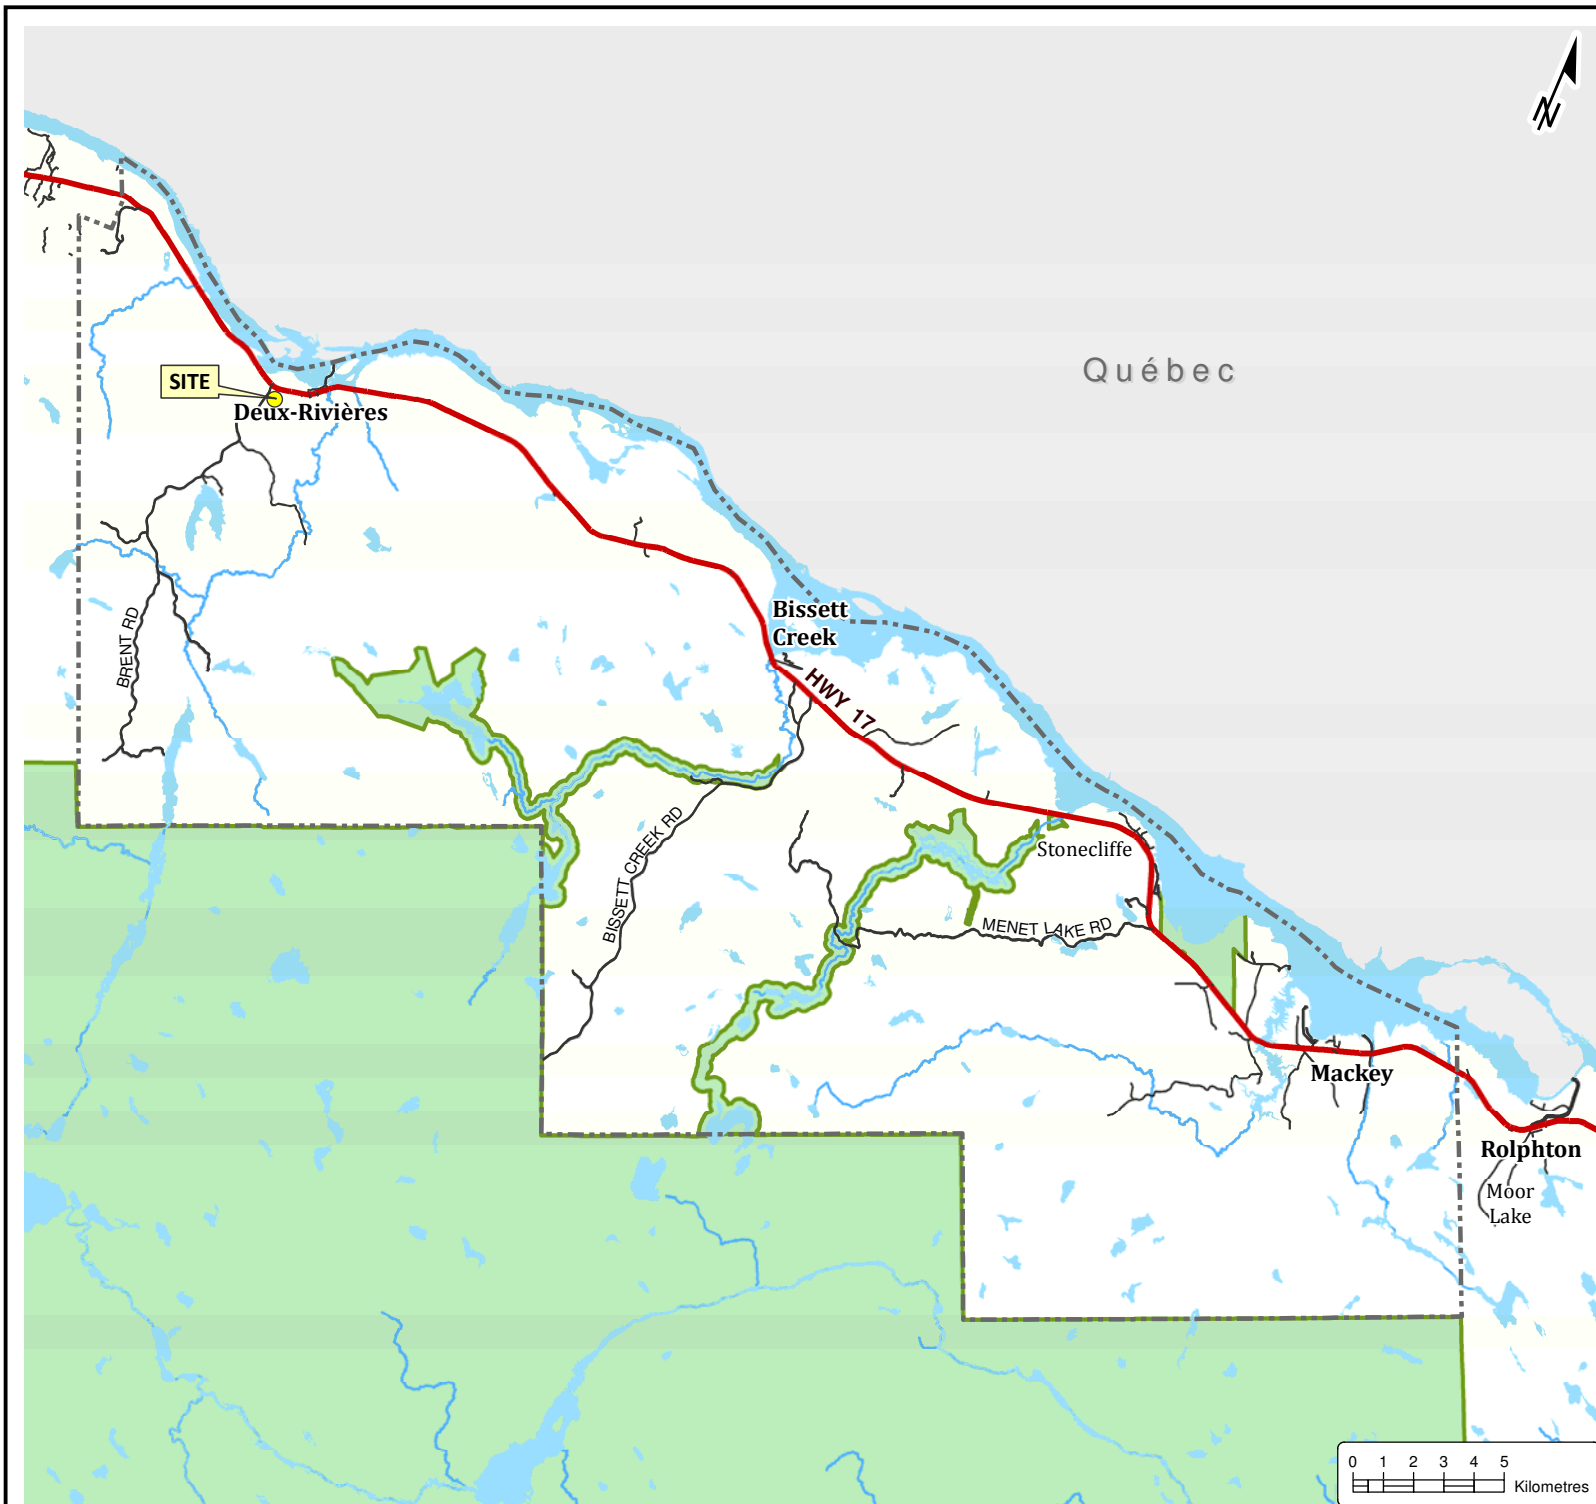 N
Québec
SITE
Deux-Rivières
Bissett
Creek
BRENT RD
HWY 17
BISSETT CREEK RD
Stonecliffe
MENET LAKE RD
Mackey
Rolphton
Moor
Lake
0 1 2 3 4 5
Kilometres